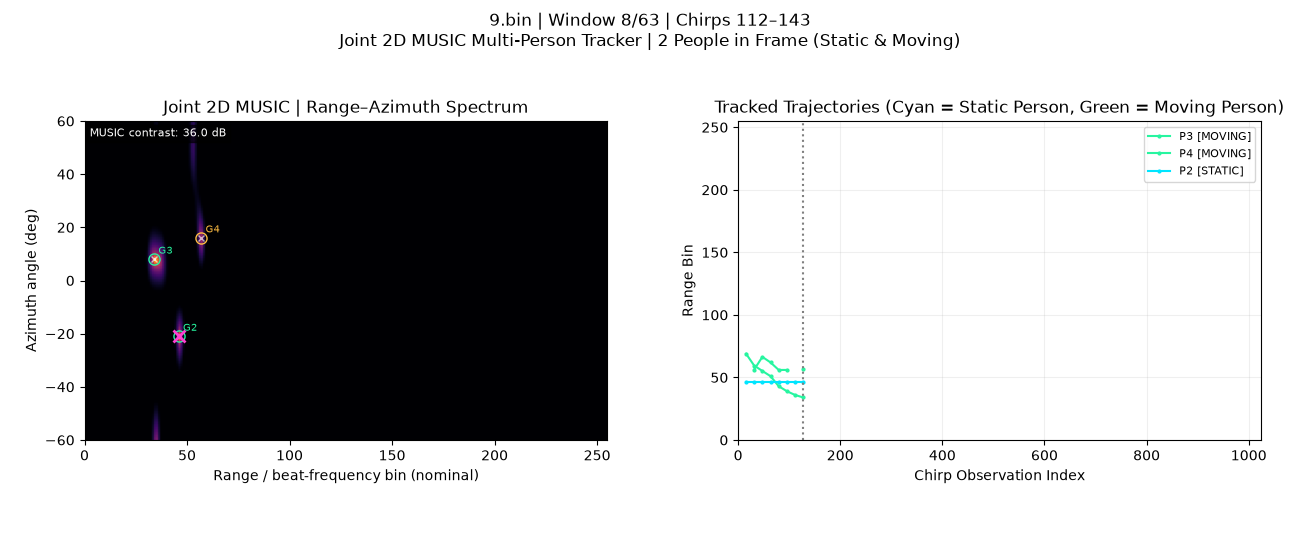 9.bin | Window 8/63 | Chirps 112–143
Joint 2D MUSIC Multi-Person Tracker | 2 People in Frame (Static & Moving)
Joint 2D MUSIC | Range–Azimuth Spectrum
MUSIC contrast: 36.0 dB
G4
G3
G2
60
40
20
0
−20
−40
−60
Azimuth angle (deg)
0
50
100
150
200
250
Range / beat-frequency bin (nominal)
Tracked Trajectories (Cyan = Static Person, Green = Moving Person)
P3 [MOVING]
P4 [MOVING]
P2 [STATIC]
250
200
150
100
50
0
Range Bin
0
200
400
600
800
1000
Chirp Observation Index